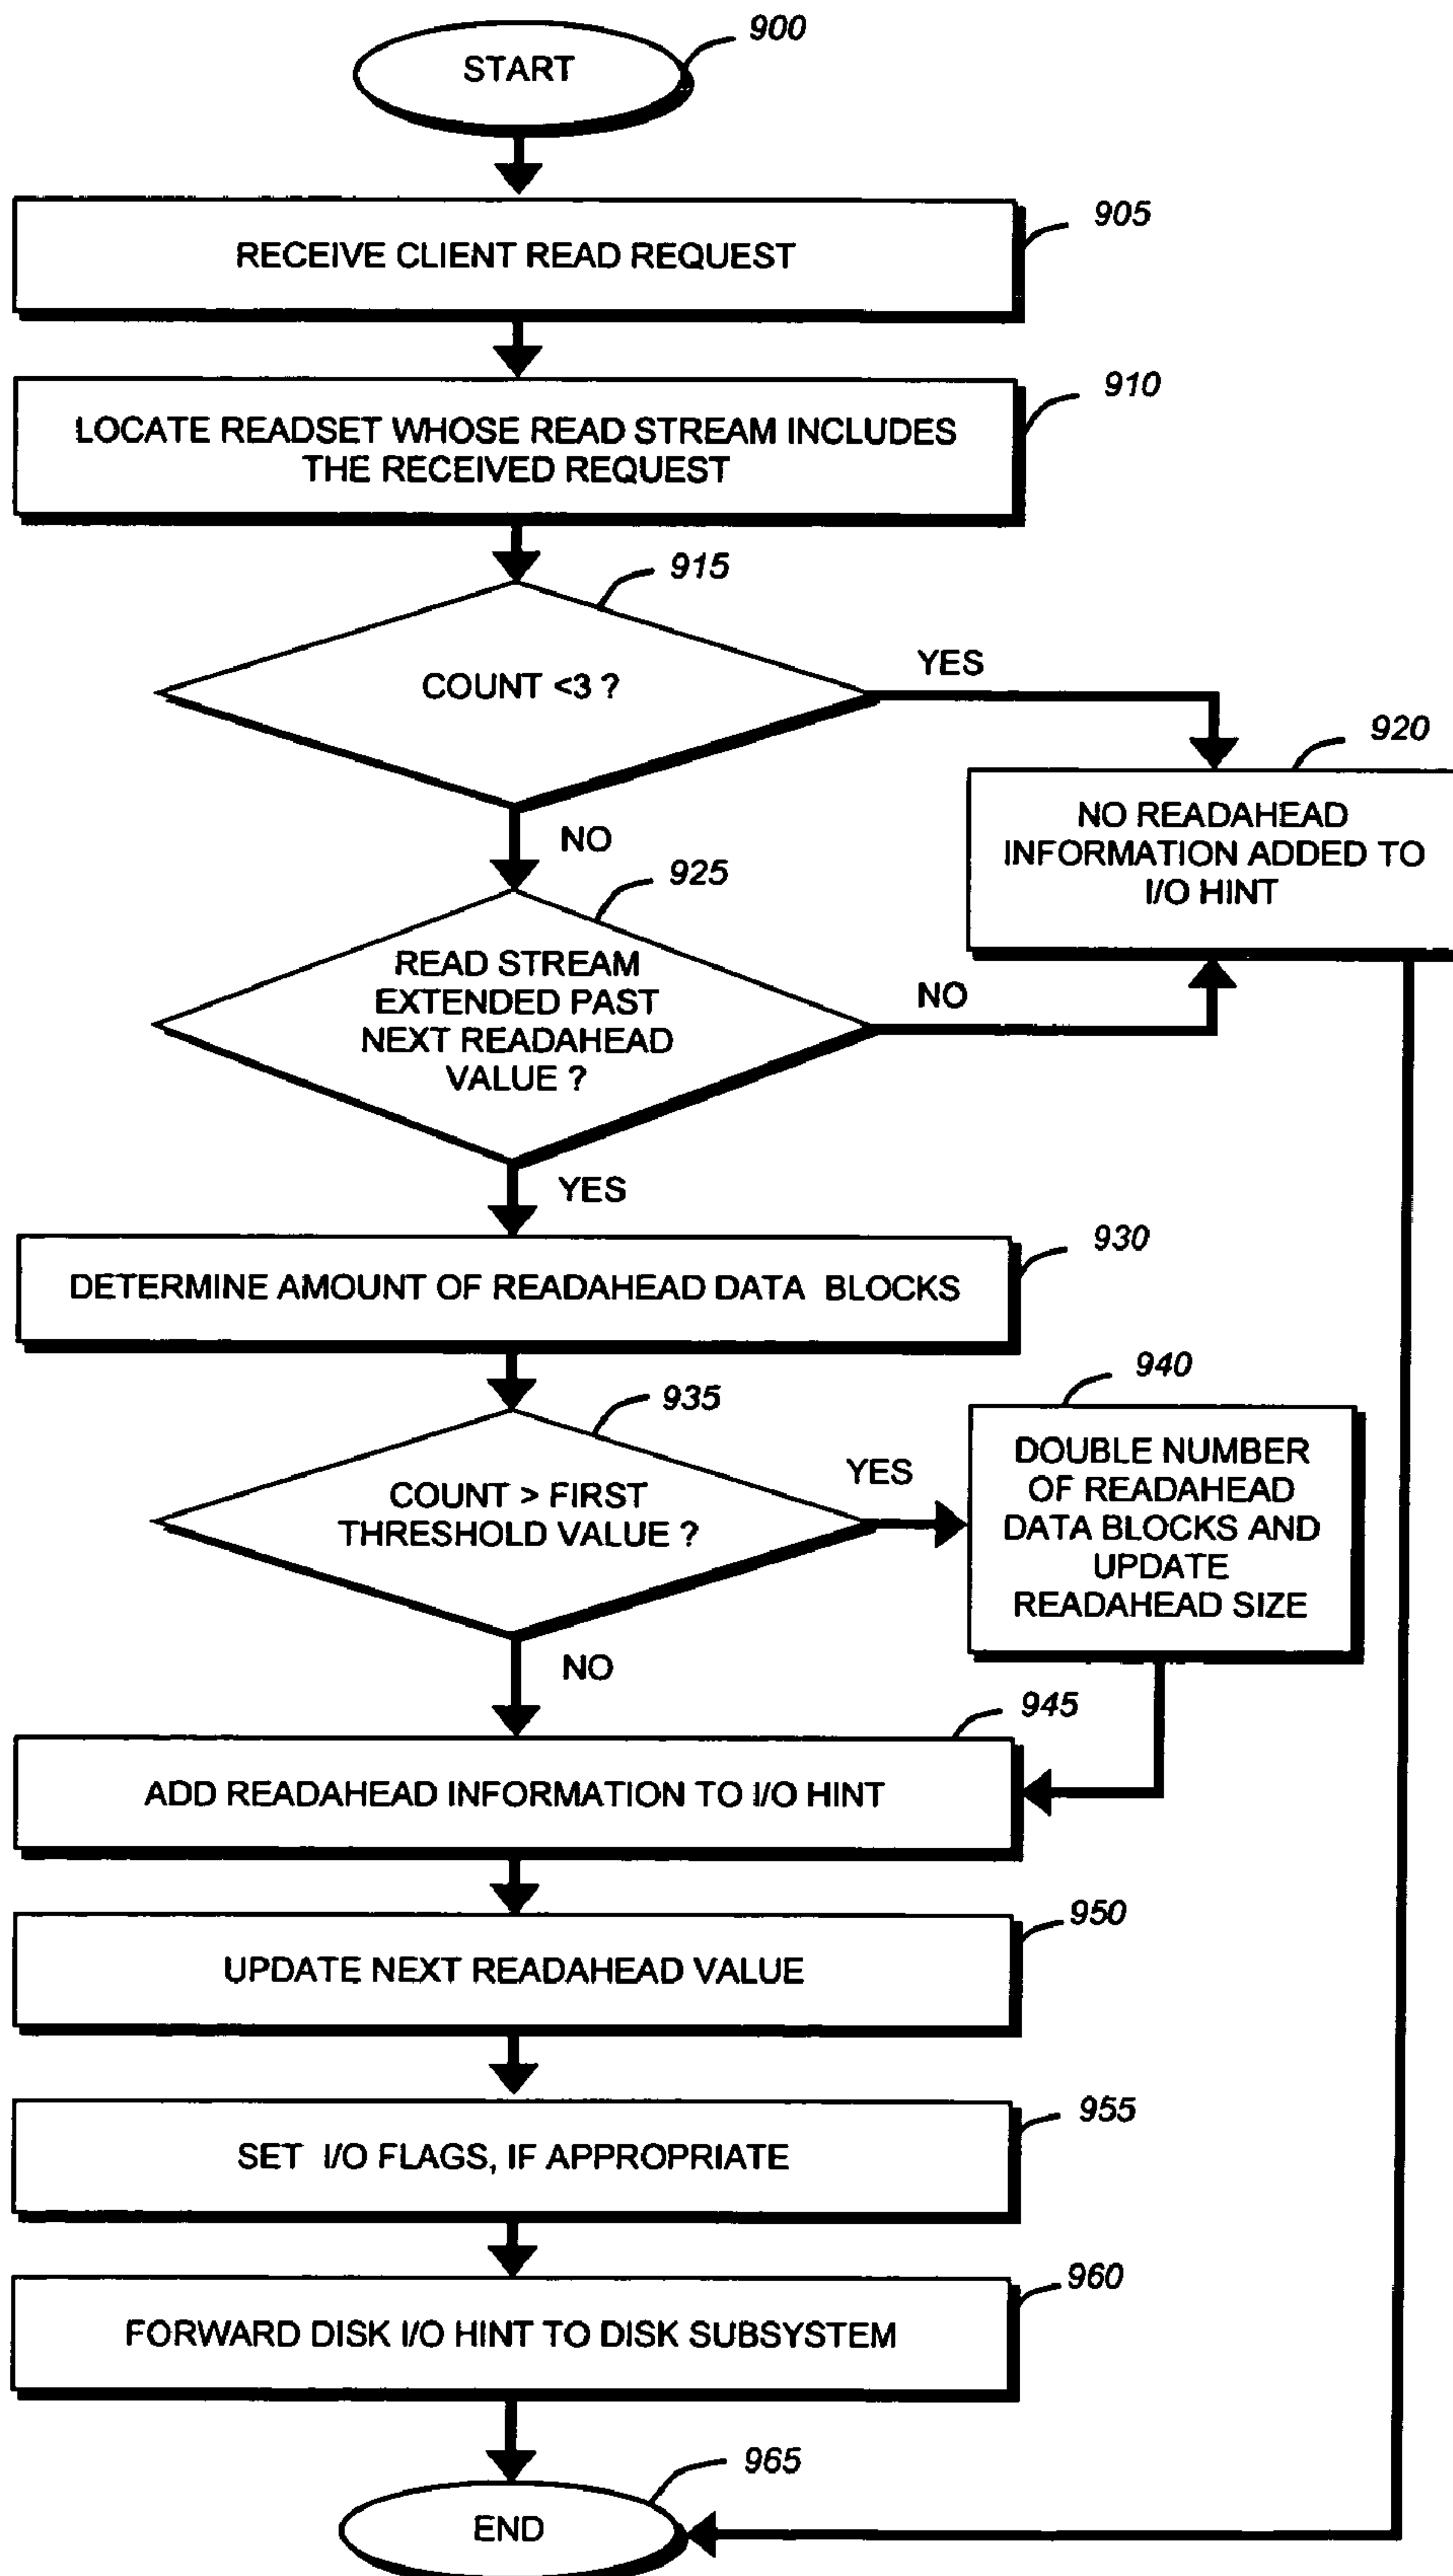 900
START
905
RECEIVE CLIENT READ REQUEST
910
LOCATE READSET WHOSE READ STREAM INCLUDES
THE RECEIVED REQUEST
915
COUNT <3 ?
YES
920
NO READAHEAD
INFORMATION ADDED TO
I/O HINT
NO
925
READ STREAM
EXTENDED PAST
NEXT READAHEAD
VALUE ?
NO
YES
930
DETERMINE AMOUNT OF READAHEAD DATA BLOCKS
935
COUNT > FIRST
THRESHOLD VALUE ?
YES
940
DOUBLE NUMBER
OF READAHEAD
DATA BLOCKS AND
UPDATE
READAHEAD SIZE
NO
945
ADD READAHEAD INFORMATION TO I/O HINT
950
UPDATE NEXT READAHEAD VALUE
955
SET I/O FLAGS, IF APPROPRIATE
960
FORWARD DISK I/O HINT TO DISK SUBSYSTEM
965
END